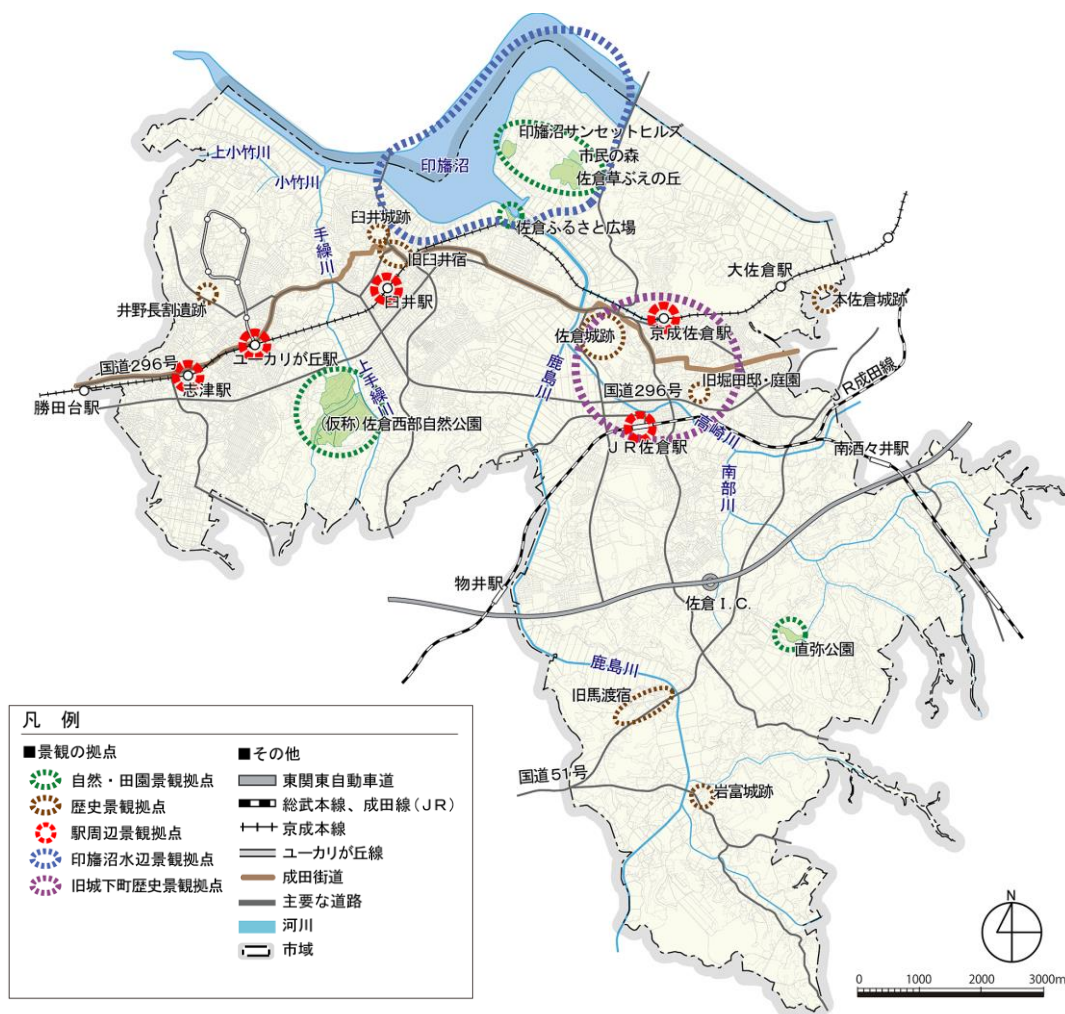 印旛沼サンセットヒルズ
市民の森
佐倉草ぶえの丘
上小竹川
小竹川
印旛沼
臼井城跡
佐倉ふるさと広場
手繰川
旧臼井宿
大佐倉駅
本佐倉城跡
井野長割遺跡
臼井駅
京成佐倉駅
佐倉城跡
ユーカリが丘駅
国道296号
志津駅
勝田台駅
上手繰川
鹿島川
国道296号
旧堀田邸・庭園
JR成田線
(仮称)佐倉西部自然公園
高崎川
JR佐倉駅
南酒々井駅
南部川
物井駅
佐倉I.C.
直弥公園
鹿島川
旧馬渡宿
国道51号
岩富城跡
凡 例
■景観の拠点
自然・田園景観拠点
歴史景観拠点
駅周辺景観拠点
印旛沼水辺景観拠点
旧城下町歴史景観拠点
■その他
東関東自動車道
総武本線、成田線(JR)
京成本線
ユーカリが丘線
成田街道
主要な道路
河川
市域
N
0 1000 2000 3000m